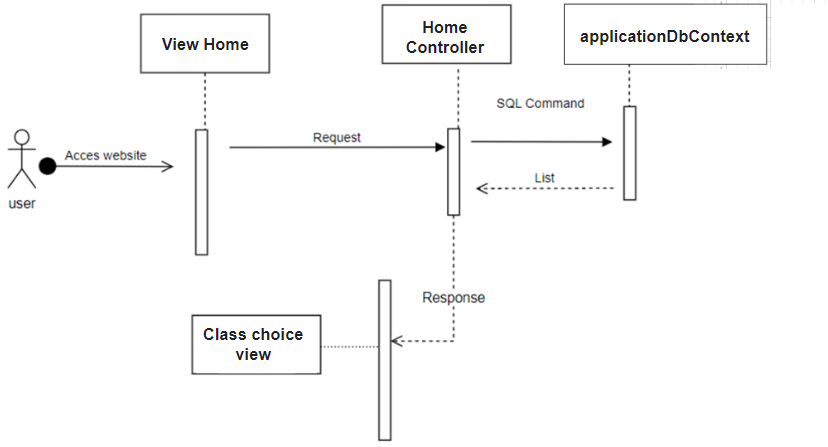 View Home
Home
Controller
applicationDbContext
SQL Command
Request
Acces website
List
user
Response
Class choice
view